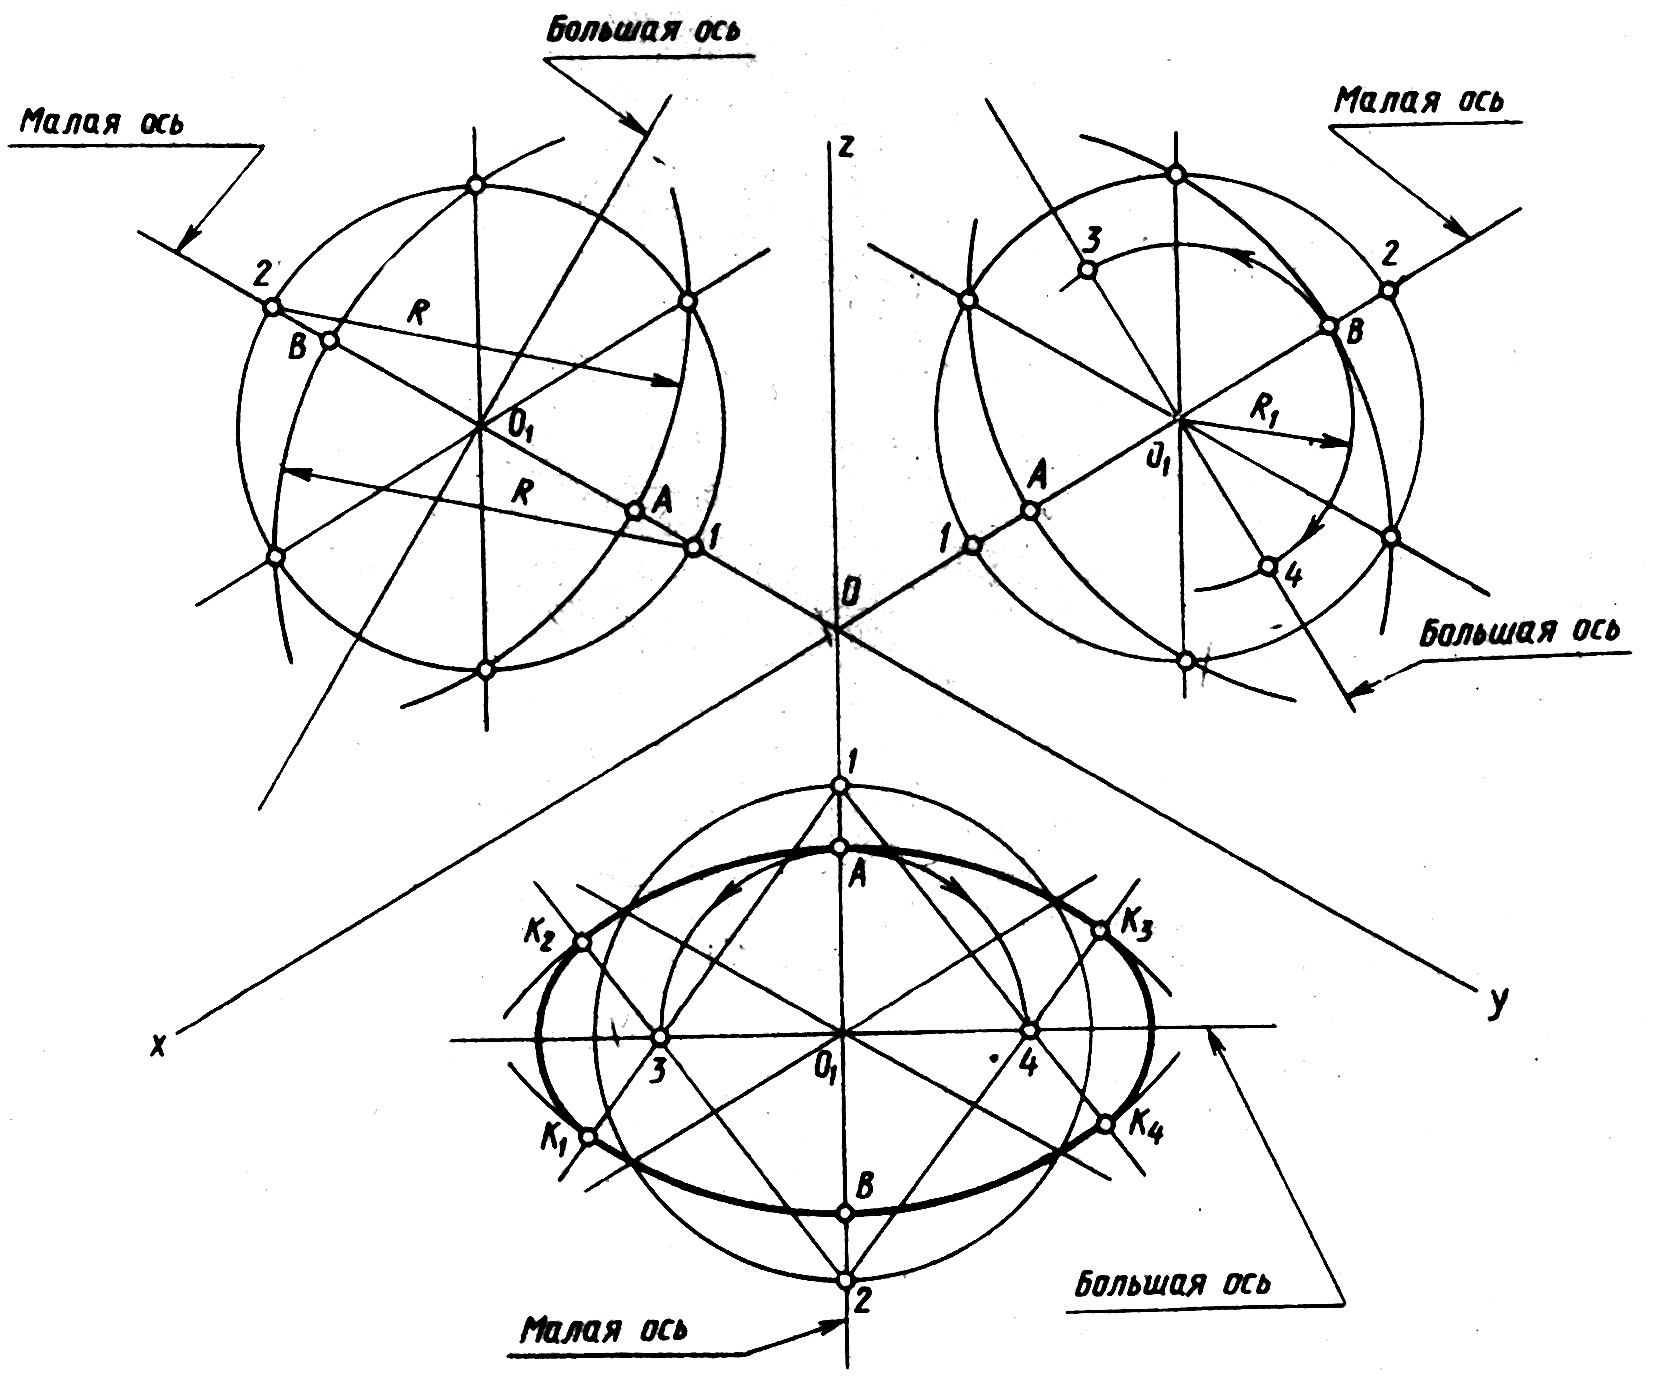 Большая ось
Малая ось
Малая ось
z
2
B
R
O₁
R
A
1
3
2
B
R₁
O₁
A
1
4
O
Большая ось
1
A
K₂
K₃
x
y
3
O₁
4
K₁
K₄
B
2
Большая ось
Малая ось